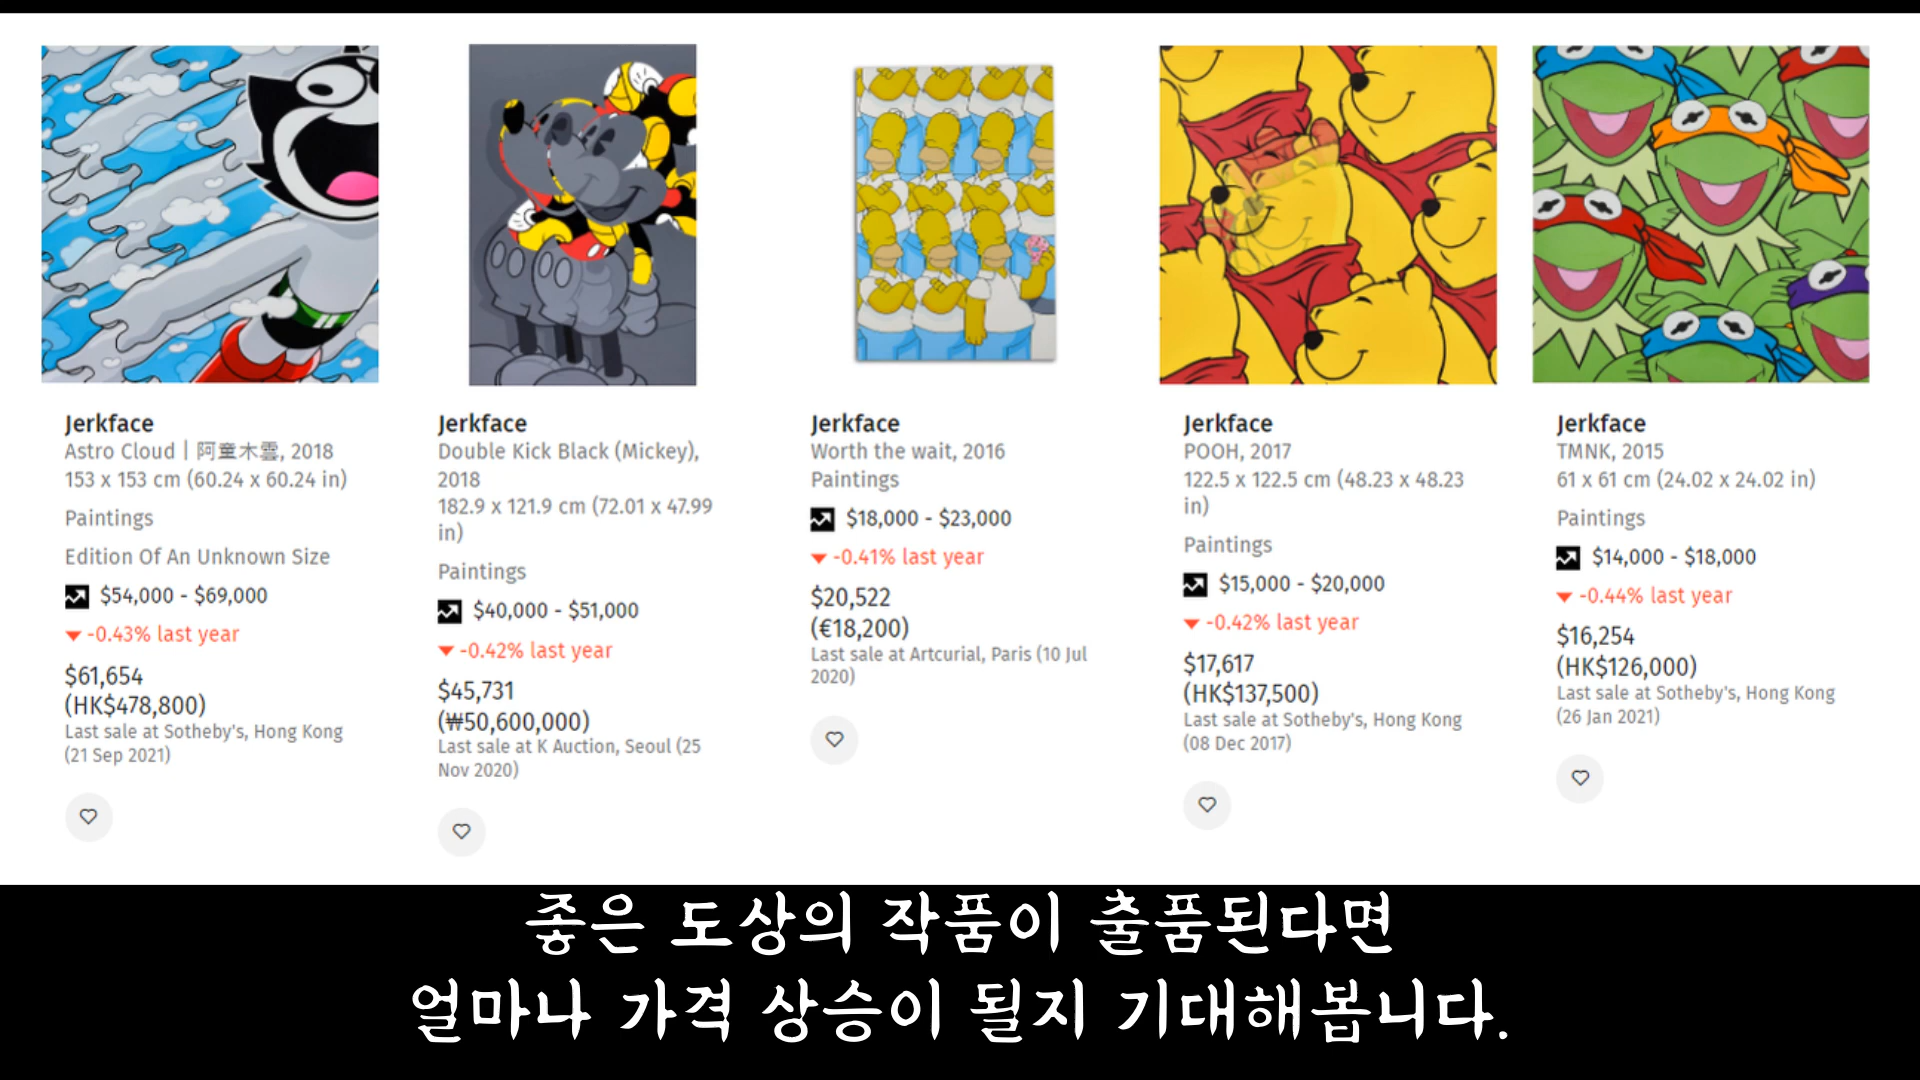 Jerkface
Astro Cloud | 阿童木雲, 2018
153 x 153 cm (60.24 x 60.24 in)
Paintings
Edition Of An Unknown Size
$54,000 - $69,000
-0.43% last year
$61,654
(HK$478,800)
Last sale at Sotheby's, Hong Kong
(21 Sep 2021)
Jerkface
Double Kick Black (Mickey),
2018
182.9 x 121.9 cm (72.01 x 47.99
in)
Paintings
$40,000 - $51,000
-0.42% last year
$45,731
(₩50,600,000)
Last sale at K Auction, Seoul (25
Nov 2020)
Jerkface
Worth the wait, 2016
Paintings
$18,000 - $23,000
-0.41% last year
$20,522
(€18,200)
Last sale at Artcurial, Paris (10 Jul
2020)
Jerkface
POOH, 2017
122.5 x 122.5 cm (48.23 x 48.23
in)
Paintings
$15,000 - $20,000
-0.42% last year
$17,617
(HK$137,500)
Last sale at Sotheby's, Hong Kong
(08 Dec 2017)
Jerkface
TMNK, 2015
61 x 61 cm (24.02 x 24.02 in)
Paintings
$14,000 - $18,000
-0.44% last year
$16,254
(HK$126,000)
Last sale at Sotheby's, Hong Kong
(26 Jan 2021)
좋은 도상의 작품이 출품된다면
얼마나 가격 상승이 될지 기대해봅니다.